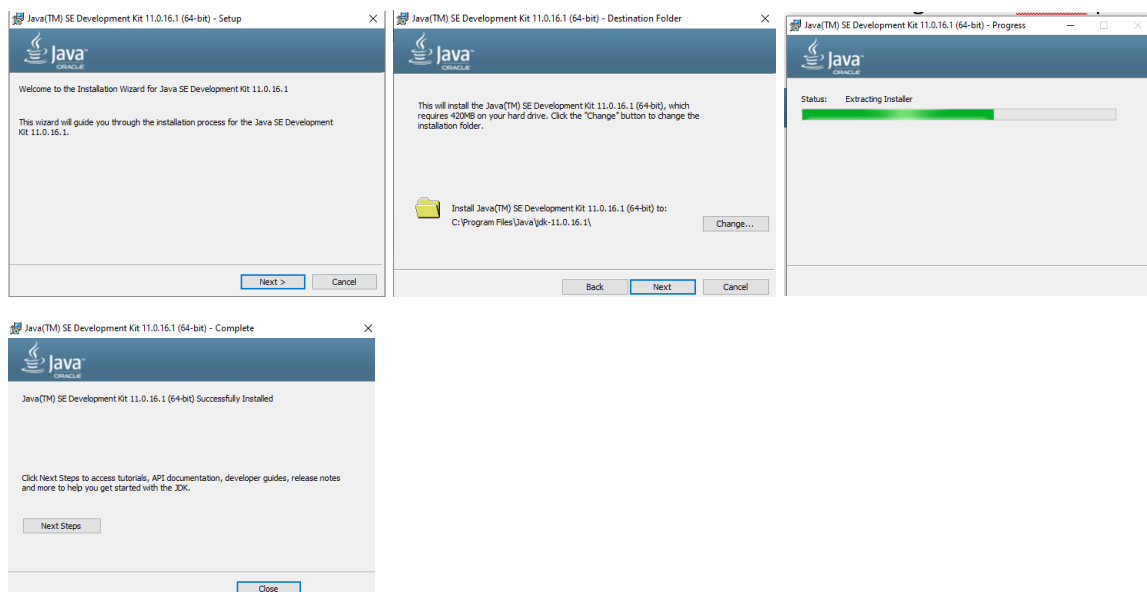 Java(TM) SE Development Kit 11.0.16.1 (64-bit) - Setup
Java™
ORACLE
Welcome to the Installation Wizard for Java SE Development Kit 11.0.16.1
This wizard will guide you through the installation process for the Java SE Development
Kit 11.0.16.1.
Next >
Cancel
Java(TM) SE Development Kit 11.0.16.1 (64-bit) - Destination Folder
Java™
ORACLE
This will install the Java(TM) SE Development Kit 11.0.16.1 (64-bit), which
requires 420MB on your hard drive. Click the "Change" button to change the
installation folder.
Install Java(TM) SE Development Kit 11.0.16.1 (64-bit) to:
C:\Program Files\Java\jdk-11.0.16.1\
Change...
Back
Next
Cancel
Java(TM) SE Development Kit 11.0.16.1 (64-bit) - Progress
Java™
ORACLE
Status: Extracting Installer
Java(TM) SE Development Kit 11.0.16.1 (64-bit) - Complete
Java™
ORACLE
Java(TM) SE Development Kit 11.0.16.1 (64-bit) Successfully Installed
Click Next Steps to access tutorials, API documentation, developer guides, release notes
and more to help you get started with the JDK.
Next Steps
Close